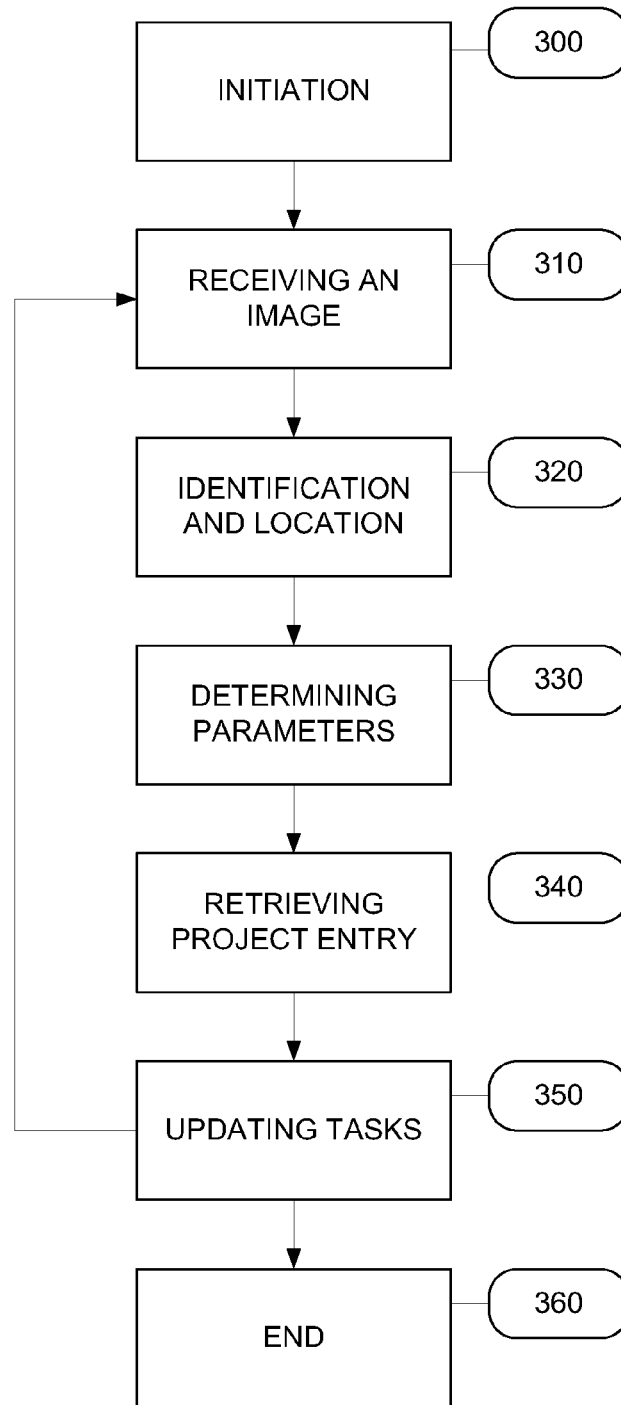 INITIATION
300
RECEIVING AN
IMAGE
310
IDENTIFICATION
AND LOCATION
320
DETERMINING
PARAMETERS
330
RETRIEVING
PROJECT ENTRY
340
UPDATING TASKS
350
END
360